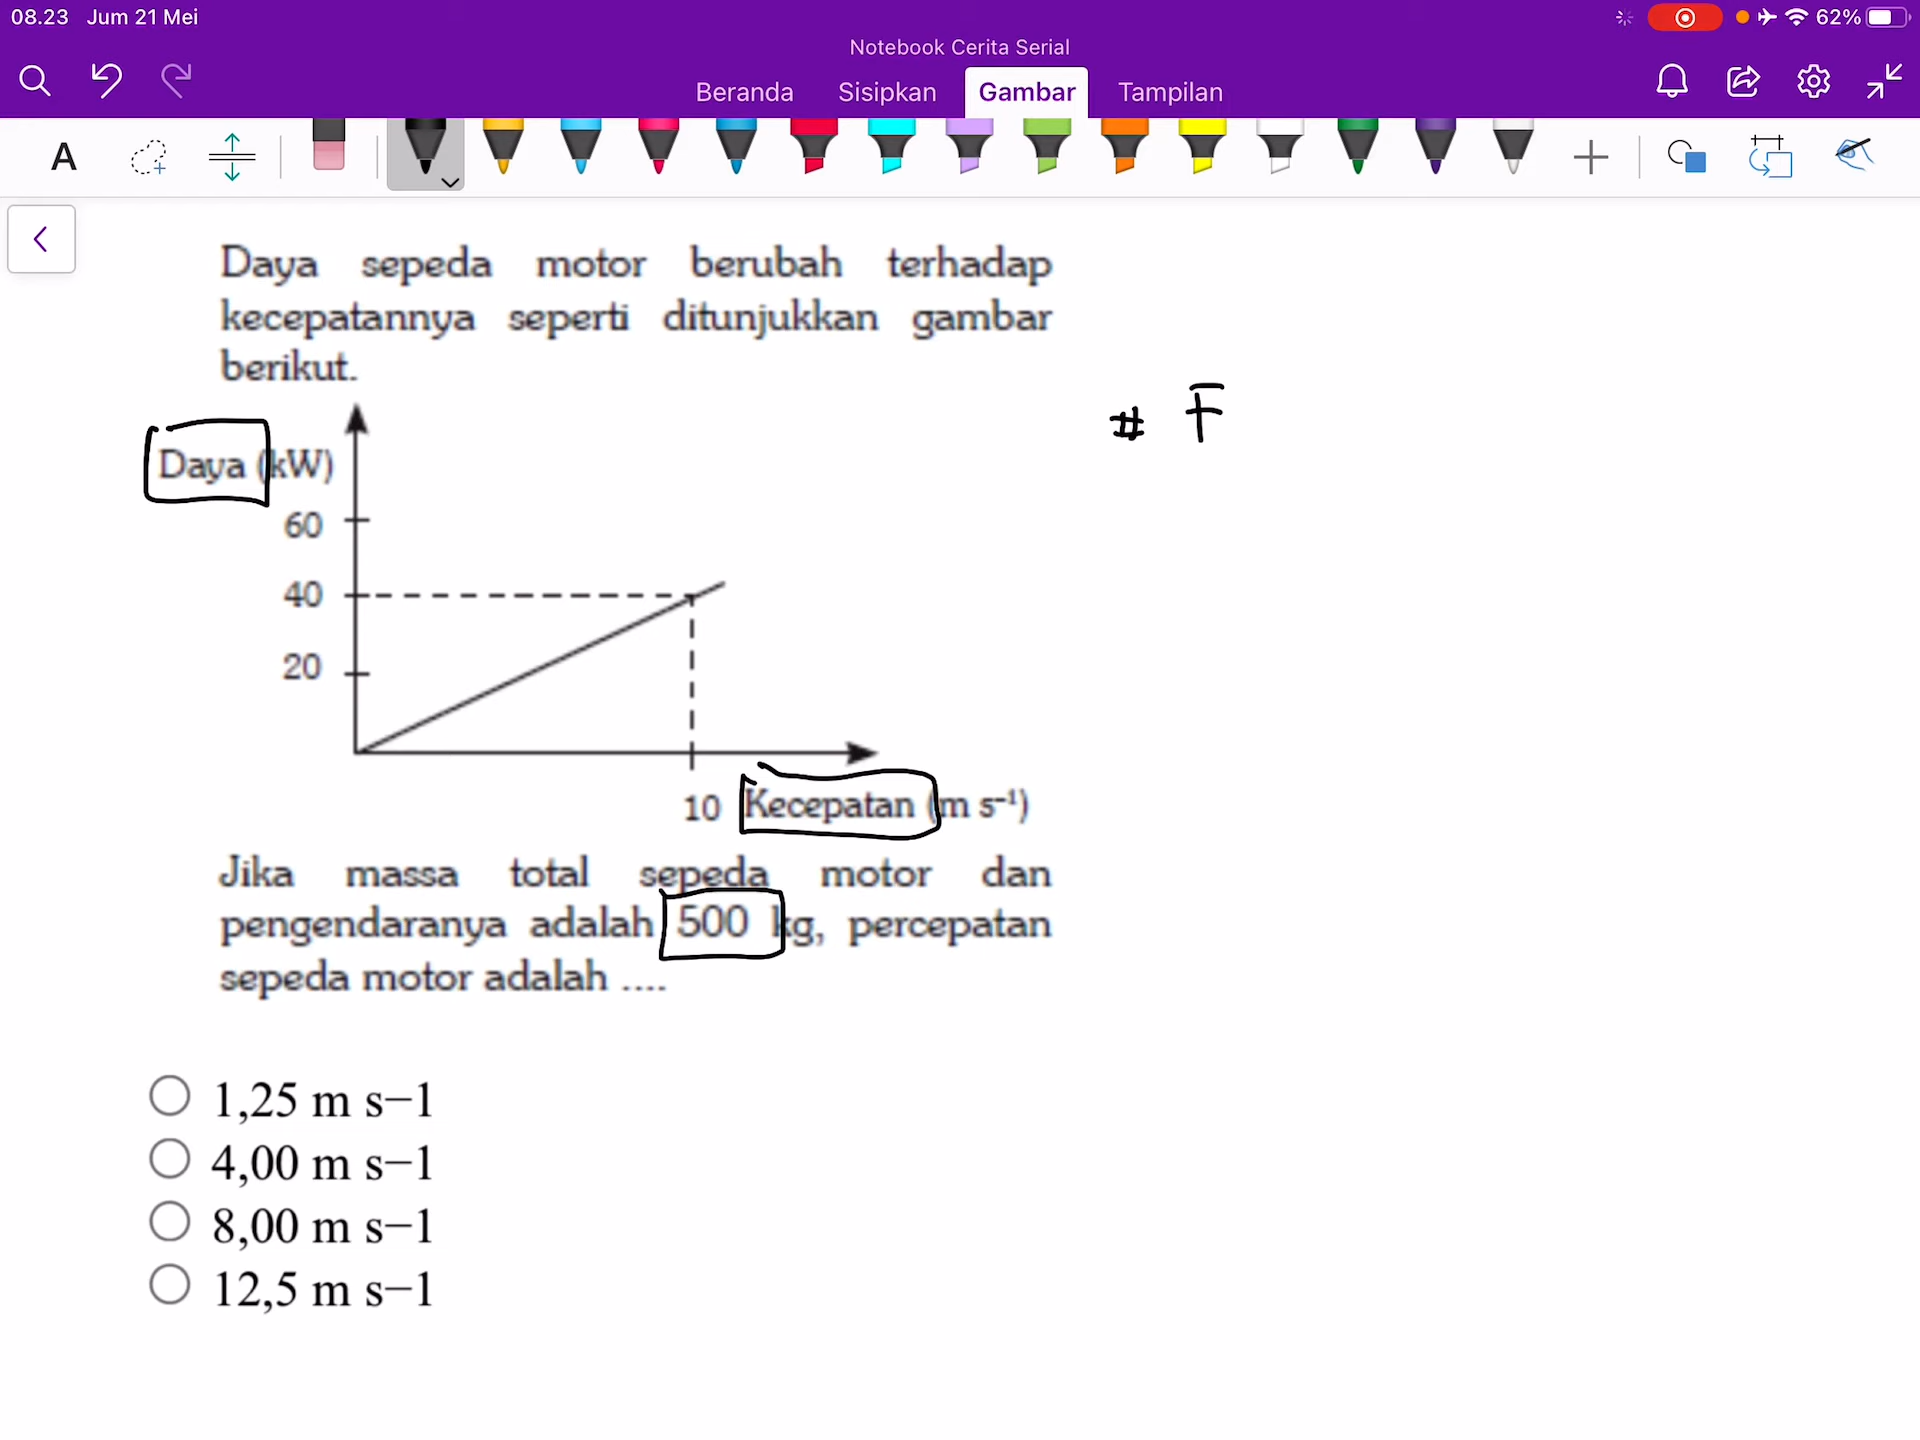 08.23 Jum 21 Mei
62%
Notebook Cerita Serial
Beranda Sisipkan Gambar Tampilan
A
Daya sepeda motor berubah terhadap
kecepatannya seperti ditunjukkan gambar
berikut.
# F
Daya (kW)
60
40
20
10 Kecepatan (m s⁻¹)
Jika massa total sepeda motor dan
pengendaranya adalah 500 kg, percepatan
sepeda motor adalah ....
1,25 m s−1
4,00 m s−1
8,00 m s−1
12,5 m s−1